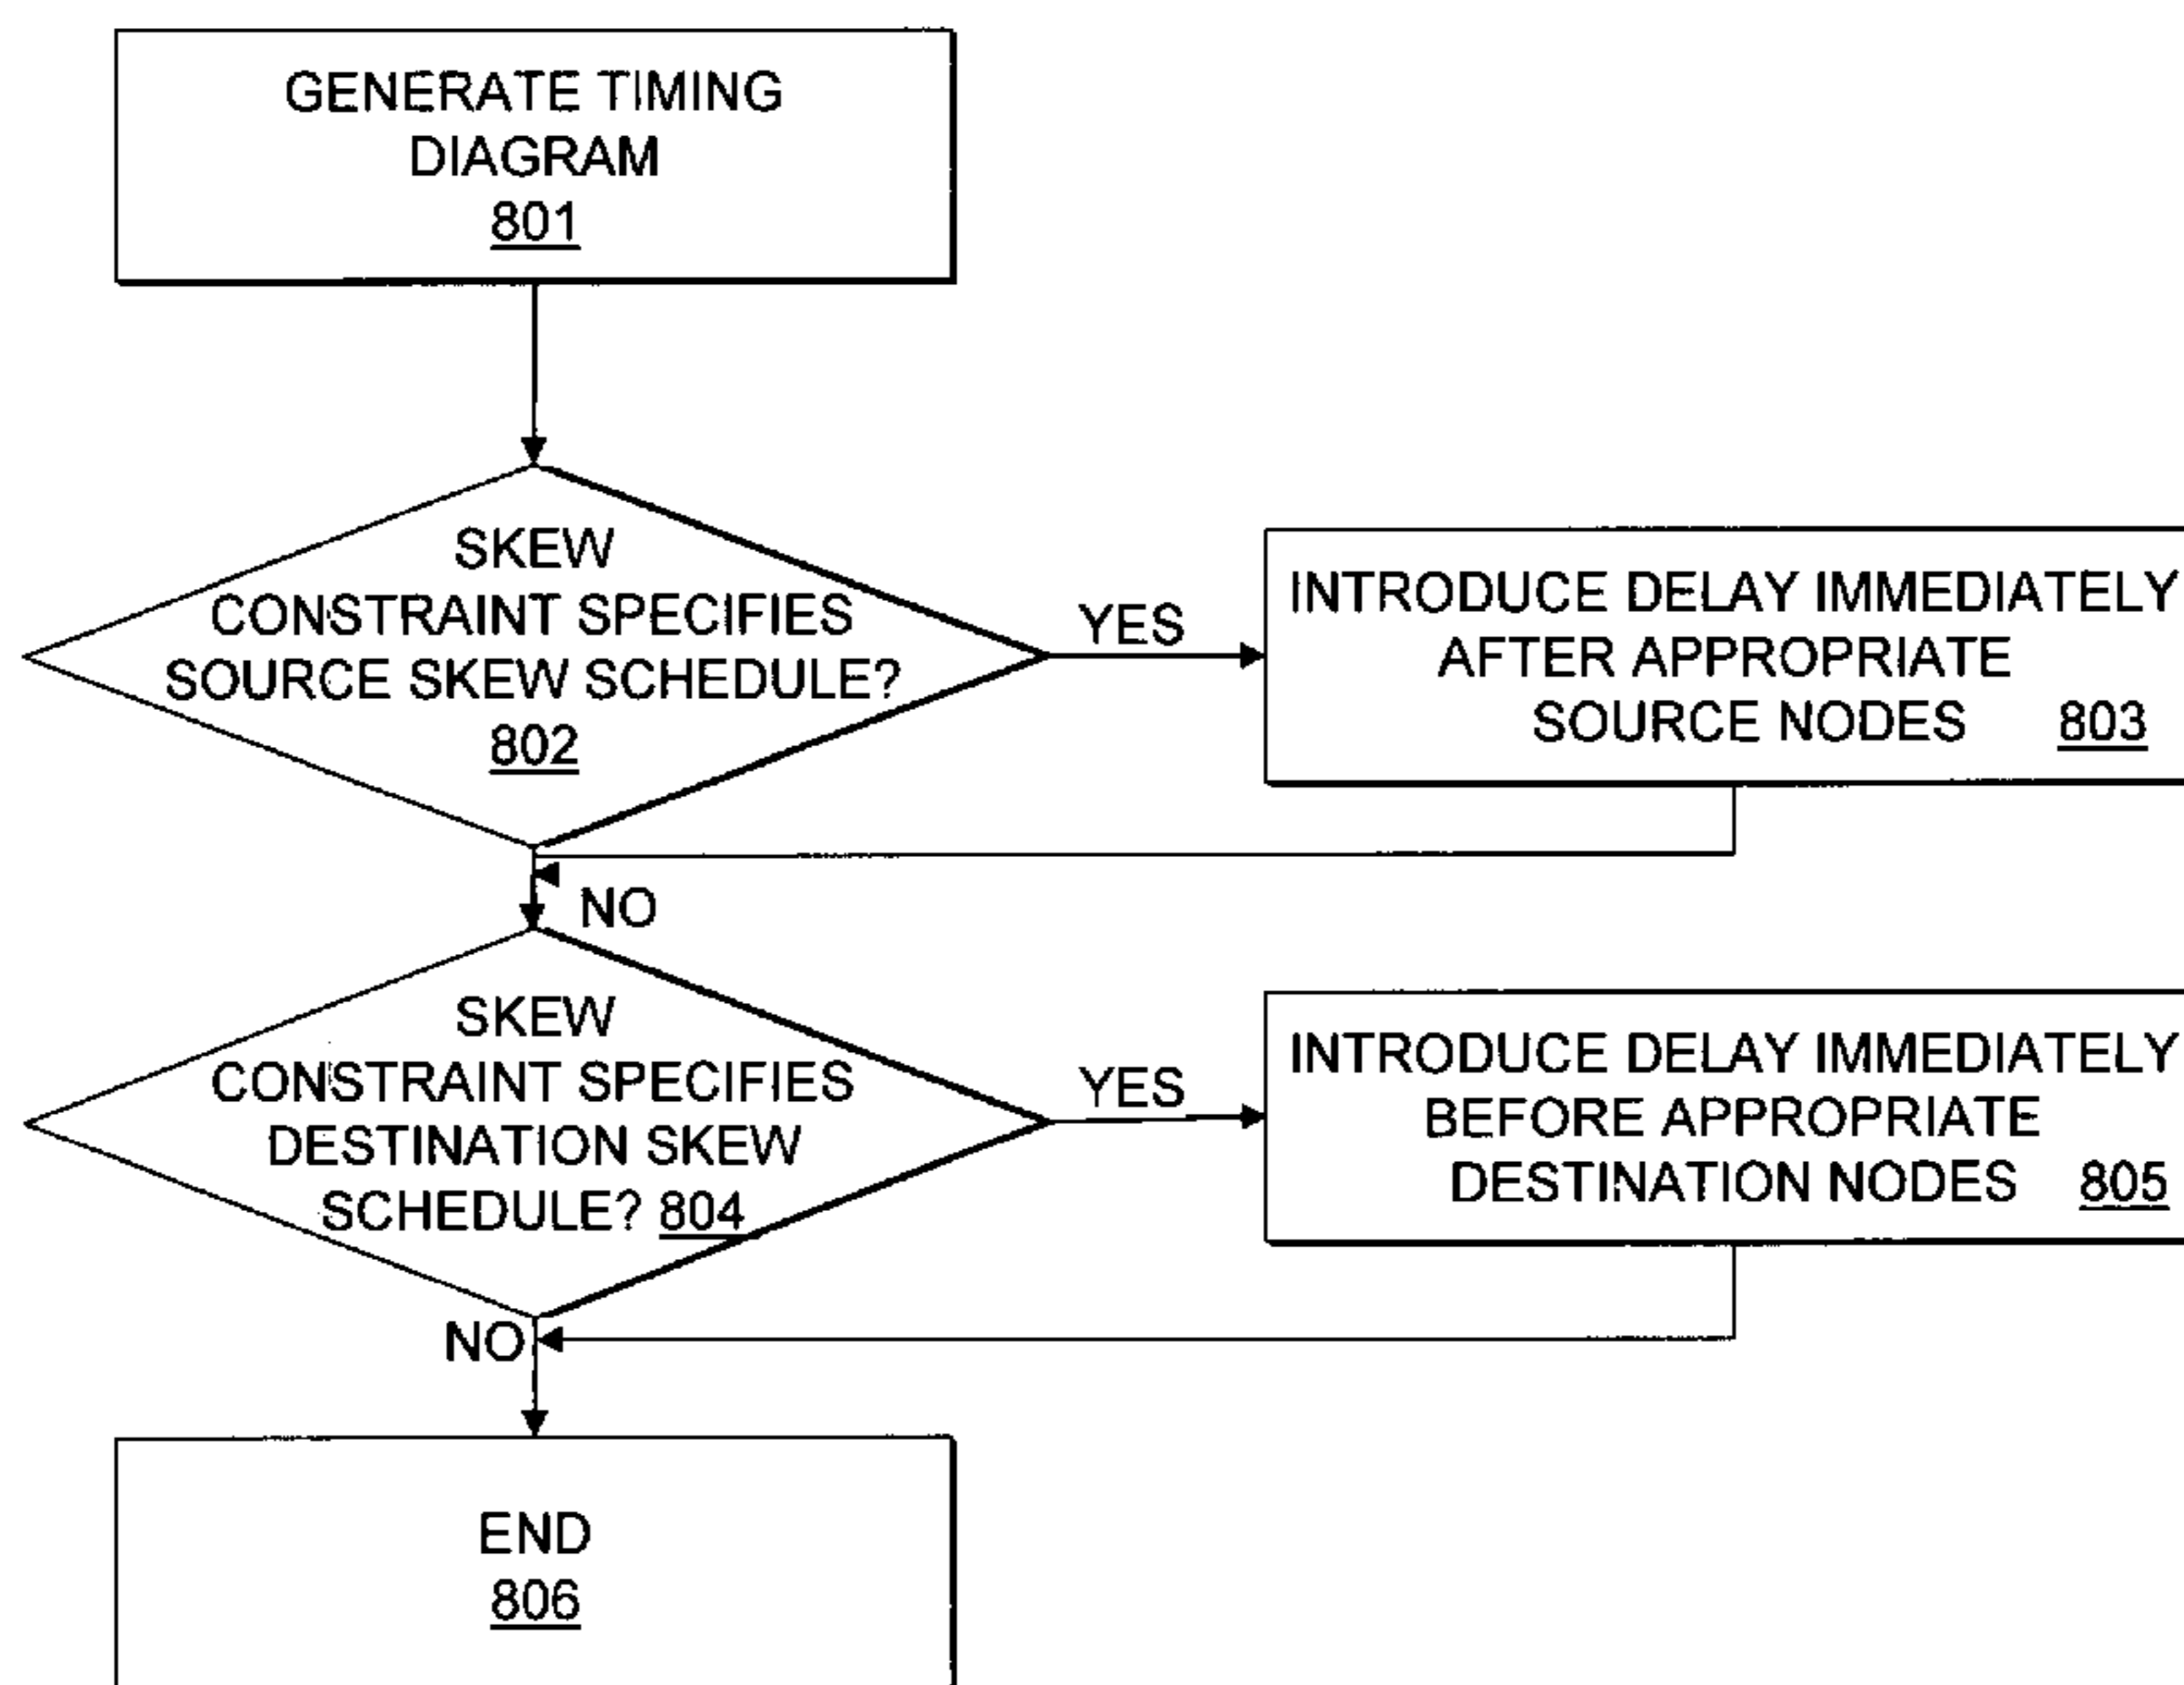 GENERATE TIMING
DIAGRAM
801
SKEW
CONSTRAINT SPECIFIES
SOURCE SKEW SCHEDULE?
802
YES
INTRODUCE DELAY IMMEDIATELY
AFTER APPROPRIATE
SOURCE NODES 803
NO
SKEW
CONSTRAINT SPECIFIES
DESTINATION SKEW
SCHEDULE? 804
YES
INTRODUCE DELAY IMMEDIATELY
BEFORE APPROPRIATE
DESTINATION NODES 805
NO
END
806